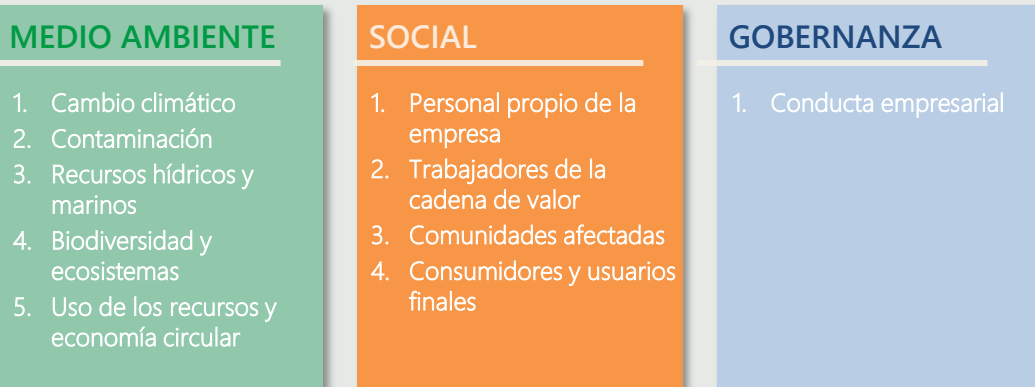 MEDIO AMBIENTE
1. Cambio climático
2. Contaminación
3. Recursos hídricos y
marinos
4. Biodiversidad y
ecosistemas
5. Uso de los recursos y
economía circular
SOCIAL
1. Personal propio de la
empresa
2. Trabajadores de la
cadena de valor
3. Comunidades afectadas
4. Consumidores y usuarios
finales
GOBERNANZA
1. Conducta empresarial